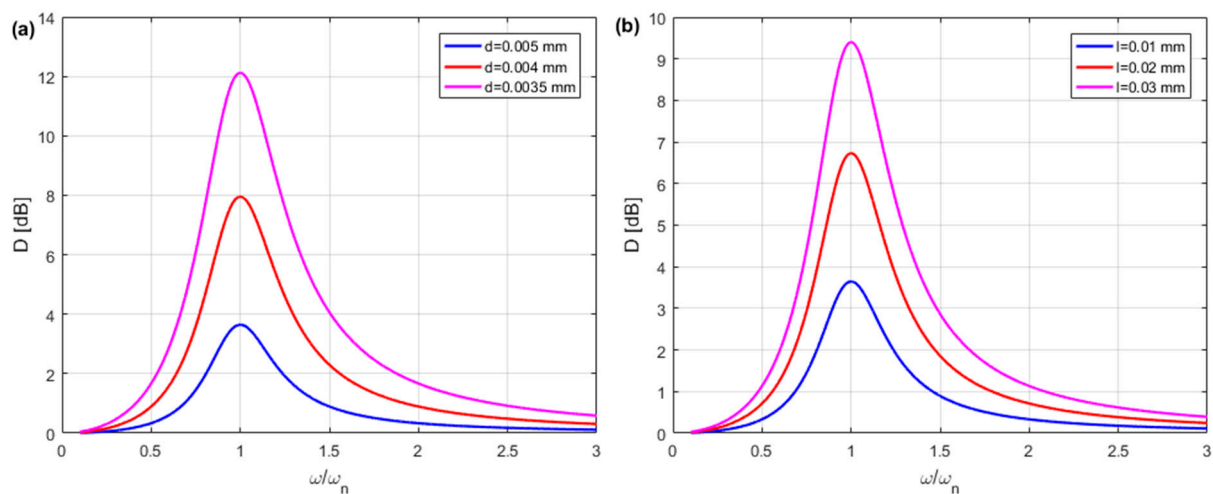 (a)
14
12
10
8
6
4
2
0
D [dB]
d=0.005 mm
d=0.004 mm
d=0.0035 mm
0 0.5 1 1.5 2 2.5 3
ω/ωn
(b)
10
9
8
7
6
5
4
3
2
1
0
D [dB]
l=0.01 mm
l=0.02 mm
l=0.03 mm
0 0.5 1 1.5 2 2.5 3
ω/ωn